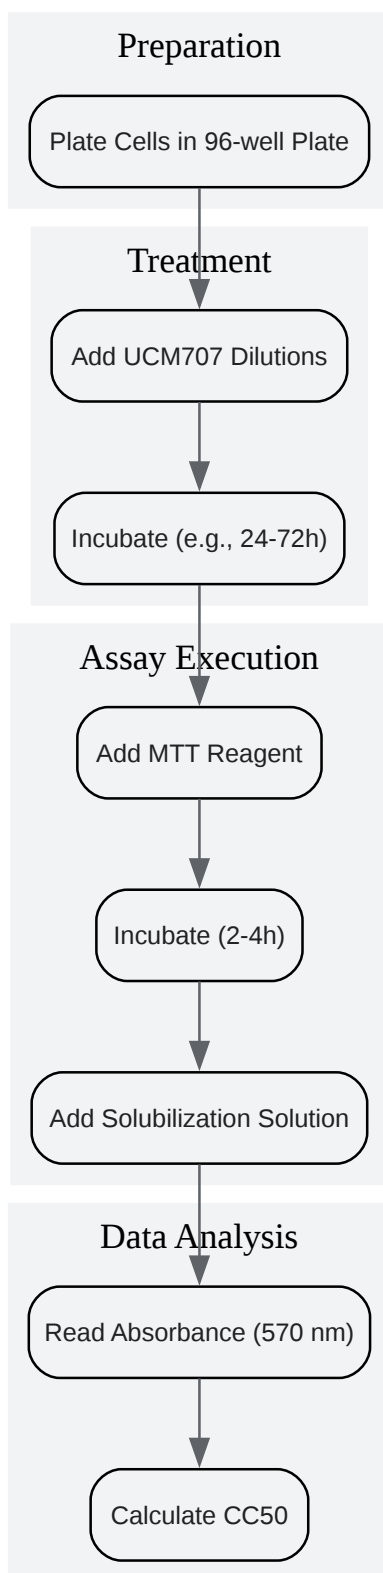 Preparation
Plate Cells in 96-well Plate
Treatment
Add UCM707 Dilutions
Incubate (e.g., 24-72h)
Assay Execution
Add MTT Reagent
Incubate (2-4h)
Add Solubilization Solution
Data Analysis
Read Absorbance (570 nm)
Calculate CC50